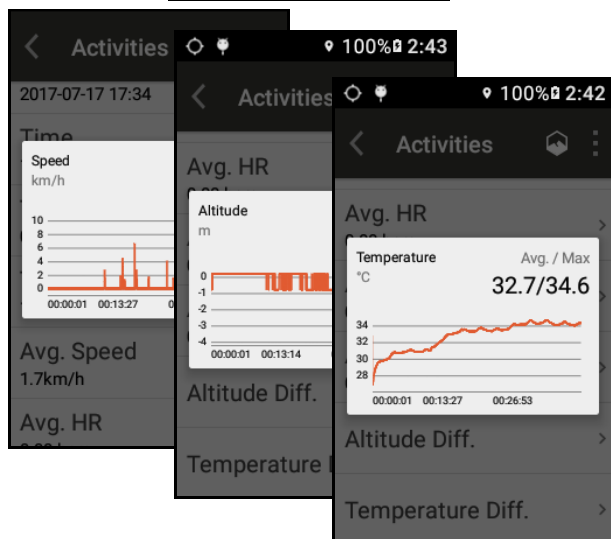 Activities
2017-07-17 17:34
Time
Speed
km/h
10
8
6
4
2
0
00:00:01 00:13:27
Avg. Speed
1.7km/h
Avg. HR
100% 2:43
Activities
Avg. HR
Altitude
m
0
-1
-2
-3
-4
00:00:01 00:13:14
Altitude Diff.
Temperature
100% 2:42
Activities
Avg. HR
Temperature Avg. / Max
°C 32.7/34.6
34
32
30
28
00:00:01 00:13:27 00:26:53
Altitude Diff.
Temperature Diff.